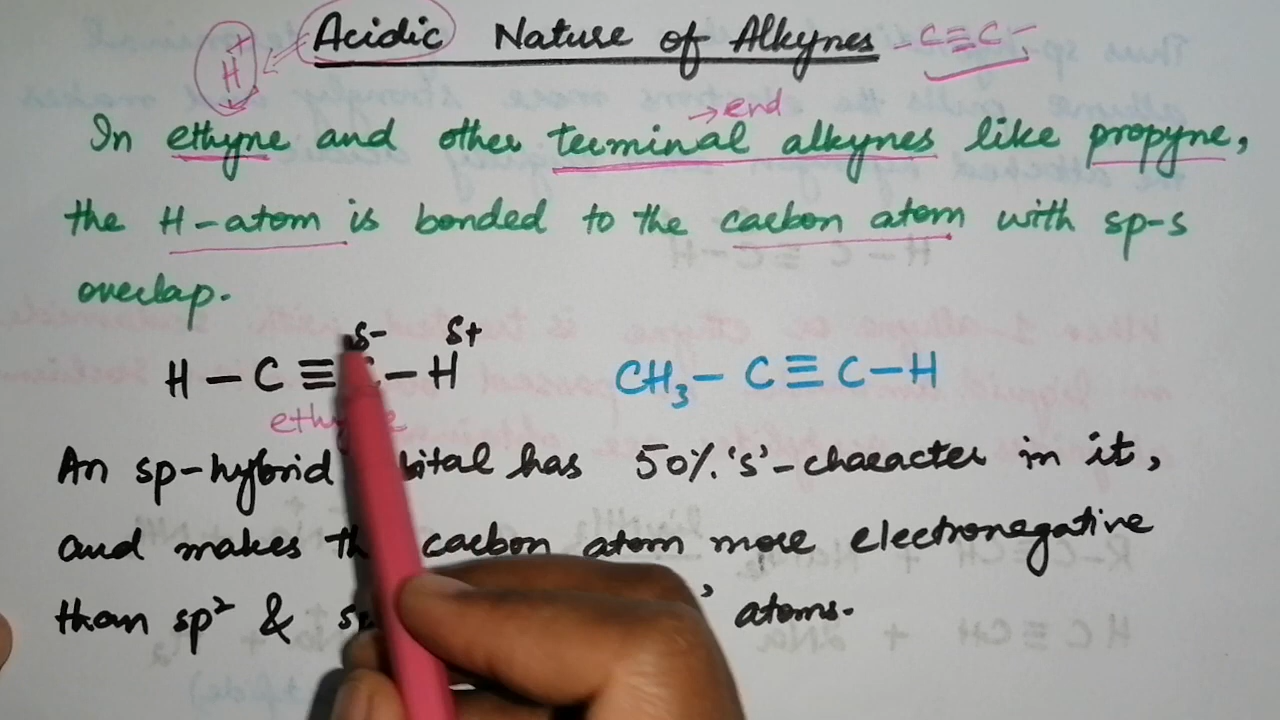 Acidic Nature of Alkynes -C≡C-
H+
→end
In ethyne and other terminal alkynes like propyne,
the H-atom is bonded to the carbon atom with sp-s
overlap.
δ- δ+
H-C≡C-H CH₃-C≡C-H
An sp-hybrid has 50% 's'-character in it,
and makes carbon atom more electronegative
than sp² & atoms.